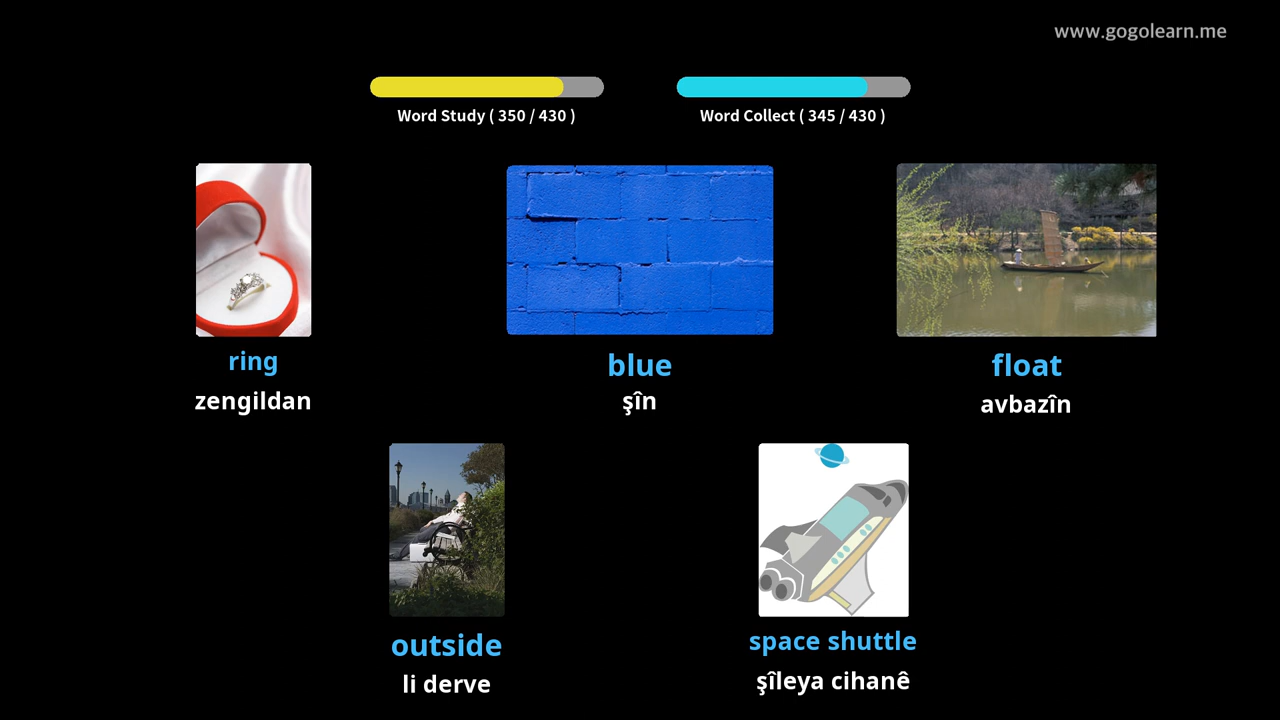 www.gogolearn.me
Word Study ( 350 / 430 )
Word Collect ( 345 / 430 )
ring
zengildan
blue
şîn
float
avbazîn
outside
li derve
space shuttle
şîleya cihanê